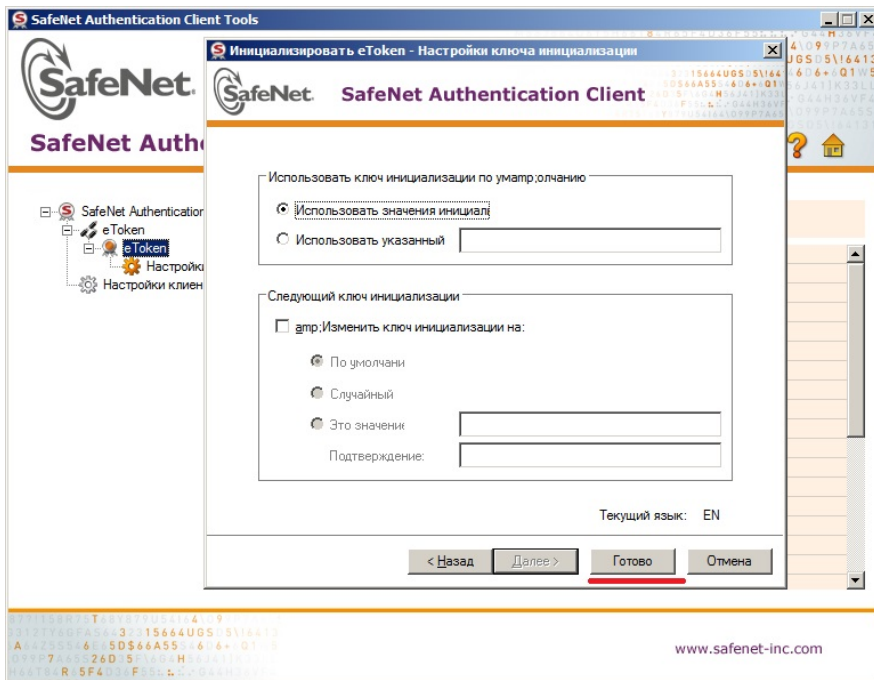 SafeNet Authentication Client Tools
SafeNet.
SafeNet Auth
SafeNet Authentication
eToken
eToken
Настройки
Настройки клиен
Инициализировать eToken - Настройки ключа инициализации
SafeNet.
SafeNet Authentication Client
Использовать ключ инициализации по умamp;олчанию
Использовать значения инициалі
Использовать указанный
Следующий ключ инициализации
amp;Изменить ключ инициализации на:
По умолчани
Случайный
Это значение
Подтверждение:
Текущий язык: EN
< Назад
Далее >
Готово
Отмена
www.safenet-inc.com